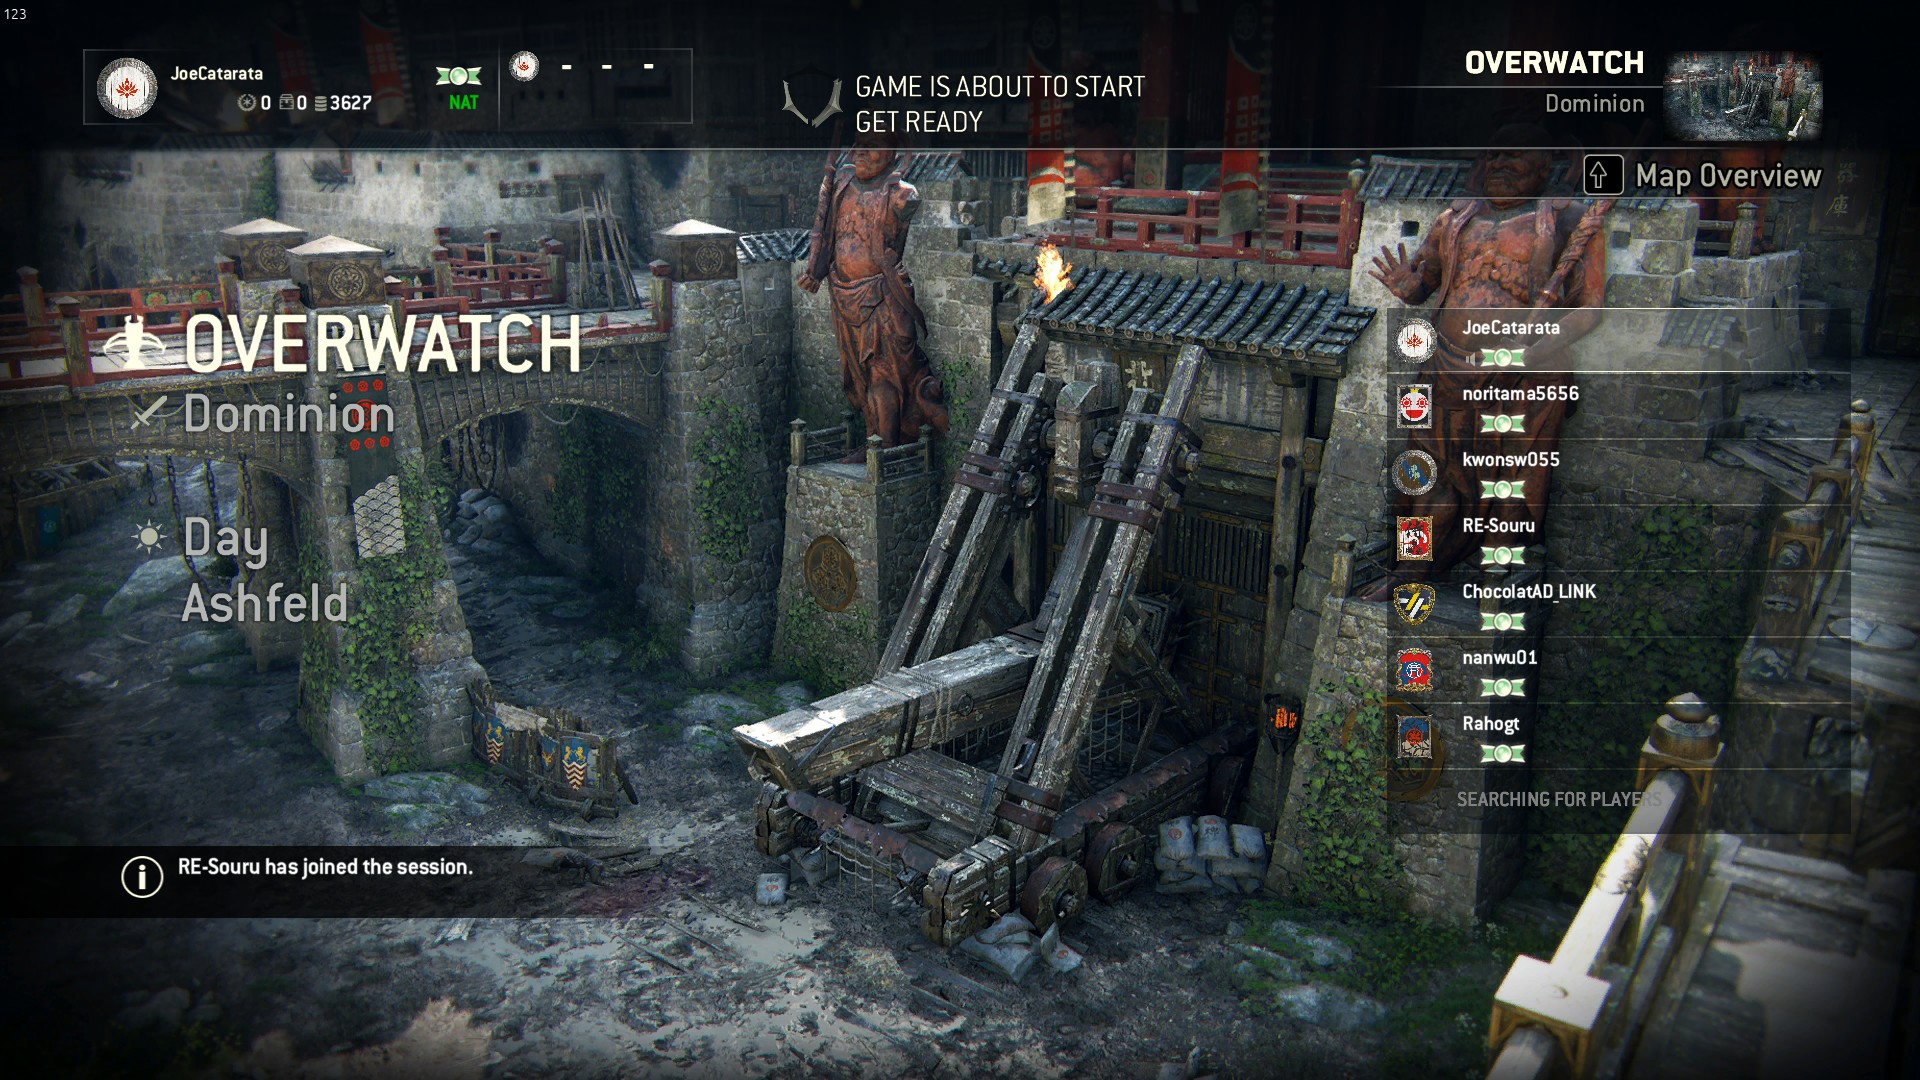 123
JoeCatarata
0 0 3627
NAT
- - -
GAME IS ABOUT TO START
GET READY
OVERWATCH
Dominion
Map Overview
OVERWATCH
Dominion
Day
Ashfeld
JoeCatarata
noritama5656
kwonsw055
RE-Souru
ChocolatAD_LINK
nanwu01
Rahogt
SEARCHING FOR PLAYERS
RE-Souru has joined the session.